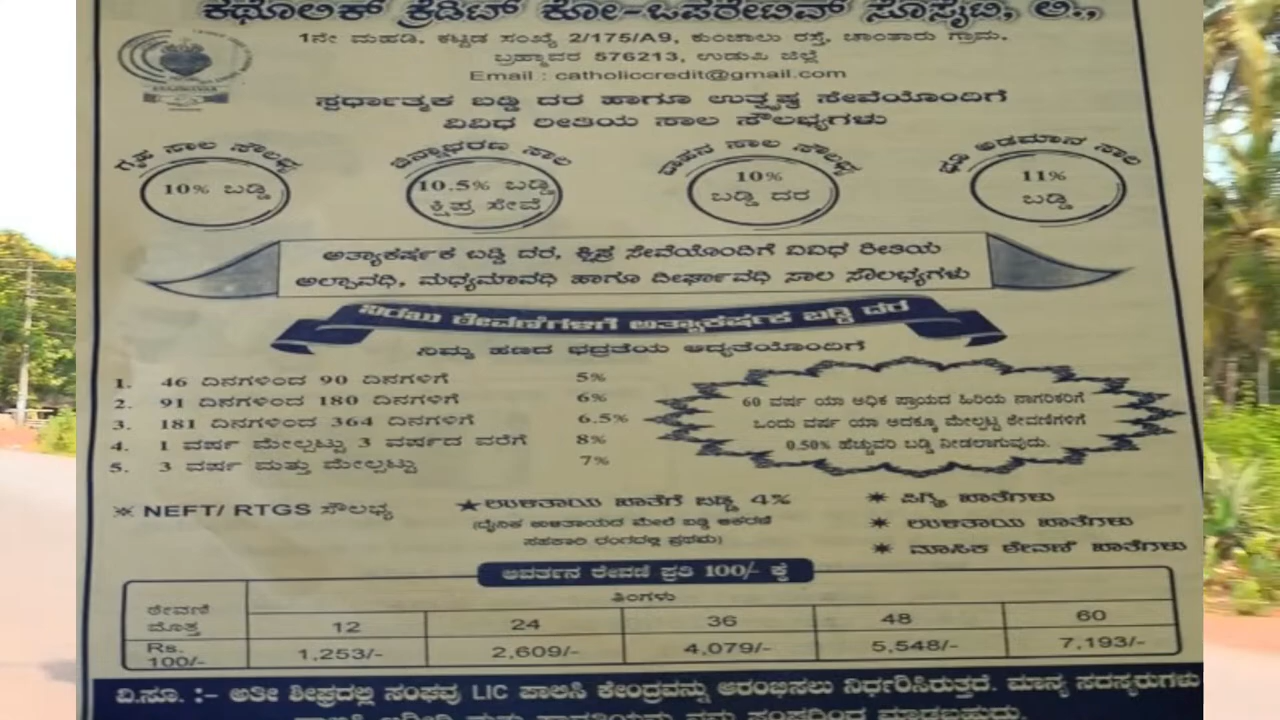 ಕಥೊಲಿಕ್ ಕ್ರೆಡಿಟ್ ಕೋ-ಒಪರೇಟಿವ್ ಸೊಸೈಟಿ, ಲಿ.,
1ನೇ ಮಹಡಿ, ಕಟ್ಟಡ ಸಂಖ್ಯೆ 2/175/A9, ಕುಂಜಾಲು ರಸ್ತೆ, ಚಾಂತಾರು ಗ್ರಾಮ,
ಬ್ರಹ್ಮಾವರ 576213, ಉಡುಪಿ ಜಿಲ್ಲೆ
Email : catholiccredit@gmail.com
ಸ್ಪರ್ಧಾತ್ಮಕ ಬಡ್ಡಿ ದರ ಹಾಗೂ ಉತ್ಕೃಷ್ಟ ಸೇವೆಯೊಂದಿಗೆ
ವಿವಿಧ ರೀತಿಯ ಸಾಲ ಸೌಲಭ್ಯಗಳು
ಗೃಹ ಸಾಲ ಸೌಲಭ್ಯ
10% ಬಡ್ಡಿ
ಚಿನ್ನಾಭರಣ ಸಾಲ
10.5% ಬಡ್ಡಿ
ಕ್ಷಿಪ್ರ ಸೇವೆ
ವಾಹನ ಸಾಲ ಸೌಲಭ್ಯ
10%
ಬಡ್ಡಿ ದರ
ಅಡಮಾನ ಸಾಲ
11%
ಬಡ್ಡಿ
ಅತ್ಯಾಕರ್ಷಕ ಬಡ್ಡಿ ದರ, ಕ್ಷಿಪ್ರ ಸೇವೆಯೊಂದಿಗೆ ವಿವಿಧ ರೀತಿಯ
ಅಲ್ಪಾವಧಿ, ಮಧ್ಯಮಾವಧಿ ಹಾಗೂ ದೀರ್ಘಾವಧಿ ಸಾಲ ಸೌಲಭ್ಯಗಳು
ನಿರಖು ಠೇವಣಿಗಳಿಗೆ ಅತ್ಯಾಕರ್ಷಕ ಬಡ್ಡಿ ದರ
ನಿಮ್ಮ ಹಣದ ಭದ್ರತೆಯ ಆದ್ಯತೆಯೊಂದಿಗೆ
1. 46 ದಿನಗಳಿಂದ 90 ದಿನಗಳಿಗೆ 5%
2. 91 ದಿನಗಳಿಂದ 180 ದಿನಗಳಿಗೆ 6%
3. 181 ದಿನಗಳಿಂದ 364 ದಿನಗಳಿಗೆ 6.5%
4. 1 ವರ್ಷ ಮೇಲ್ಪಟ್ಟು 3 ವರ್ಷದ ವರೆಗೆ 8%
5. 3 ವರ್ಷ ಮತ್ತು ಮೇಲ್ಪಟ್ಟು 7%
60 ವರ್ಷ ಯಾ ಅಧಿಕ ಪ್ರಾಯದ ಹಿರಿಯ ನಾಗರಿಕರಿಗೆ
ಒಂದು ವರ್ಷ ಯಾ ಅದಕ್ಕೂ ಮೇಲ್ಪಟ್ಟ ಠೇವಣಿಗಳಿಗೆ
0.50% ಹೆಚ್ಚುವರಿ ಬಡ್ಡಿ ನೀಡಲಾಗುವುದು.
NEFT/ RTGS ಸೌಲಭ್ಯ
★ ಉಳಿತಾಯ ಖಾತೆಗೆ ಬಡ್ಡಿ 4%
(ದೈನಿಕ ಉಳಿತಾಯದ ಮೇಲೆ ಬಡ್ಡಿ ಆಕರಣೆ
ಸಹಕಾರಿ ರಂಗದಲ್ಲಿ ಪ್ರಥಮ)
✶ ಪಿಗ್ಮಿ ಖಾತೆಗಳು
✶ ಉಳಿತಾಯ ಖಾತೆಗಳು
✶ ಮಾಸಿಕ ಠೇವಣಿ ಖಾತೆಗಳು
ಆವರ್ತನ ಠೇವಣಿ ಪ್ರತಿ 100/- ಕ್ಕೆ
ಠೇವಣಿ ಮೊತ್ತ
ತಿಂಗಳು
12 24 36 48 60
Rs. 100/- 1,253/- 2,609/- 4,079/- 5,548/- 7,193/-
ವಿ.ಸೂ. :- ಅತೀ ಶೀಘ್ರದಲ್ಲಿ ಸಂಘವು LIC ಪಾಲಿಸಿ ಕೇಂದ್ರವನ್ನು ಆರಂಭಿಸಲು ನಿರ್ಧರಿಸಿರುತ್ತದೆ. ಮಾನ್ಯ ಸದಸ್ಯರುಗಳು